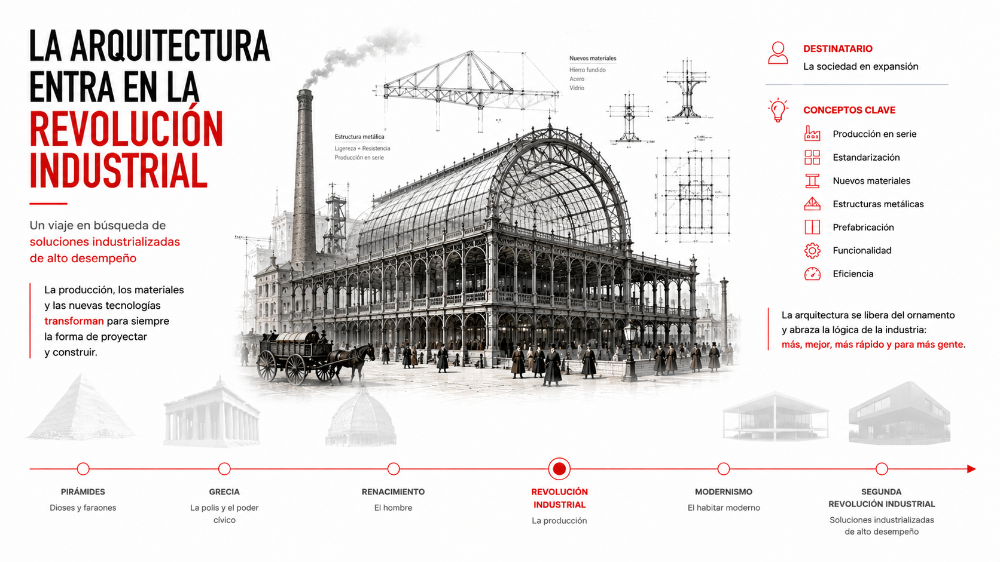 LA ARQUITECTURA
ENTRA EN LA
REVOLUCIÓN
INDUSTRIAL
Un viaje en búsqueda de
soluciones industrializadas
de alto desempeño
La producción, los materiales
y las nuevas tecnologías
transforman para siempre
la forma de proyectar
y construir.
Estructura metálica
Ligereza + Resistencia
Producción en serie
Nuevos materiales
Hierro fundido
Acero
Vidrio
DESTINATARIO
La sociedad en expansión
CONCEPTOS CLAVE
Producción en serie
Estandarización
Nuevos materiales
Estructuras metálicas
Prefabricación
Funcionalidad
Eficiencia
La arquitectura se libera del ornamento
y abraza la lógica de la industria:
más, mejor, más rápido y para más gente.
PIRÁMIDES
Dioses y faraones
GRECIA
La polis y el poder
cívico
RENACIMIENTO
El hombre
REVOLUCIÓN
INDUSTRIAL
La producción
MODERNISMO
El habitar moderno
SEGUNDA
REVOLUCIÓN INDUSTRIAL
Soluciones industrializadas
de alto desempeño